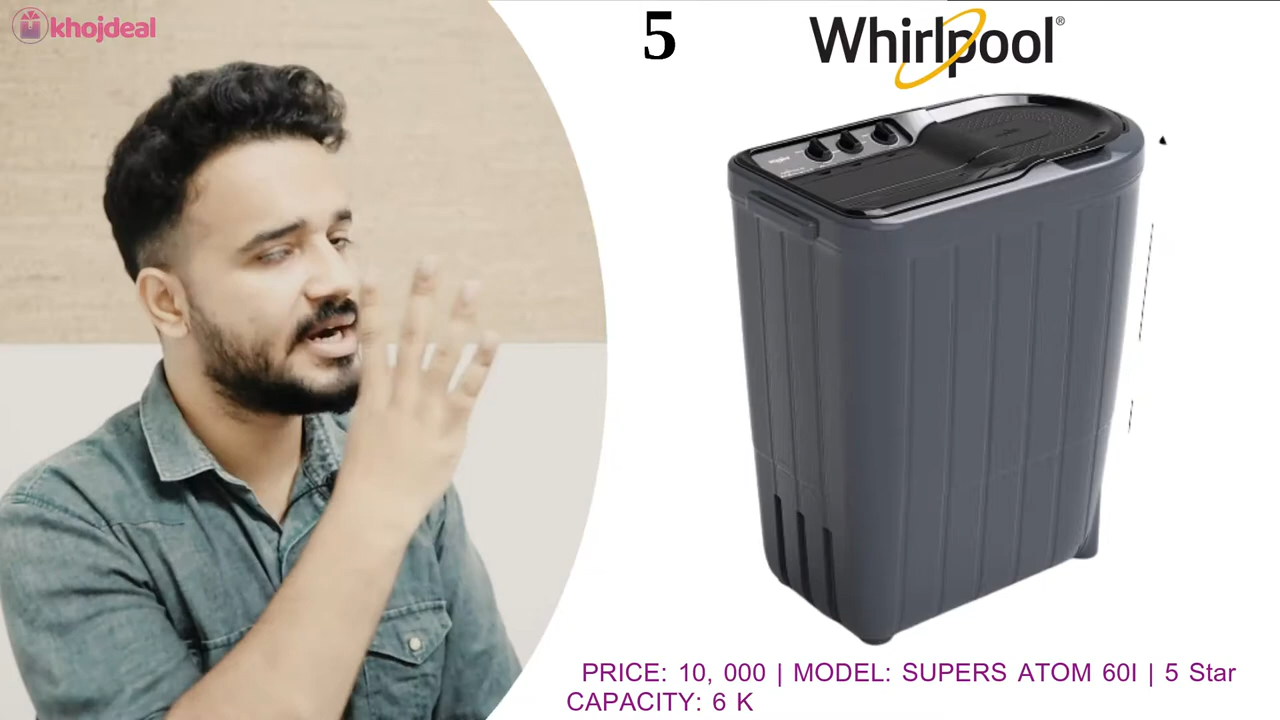 khojdeal
5
Whirlpool®
PRICE: 10, 000 | MODEL: SUPERS ATOM 60I | 5 Star
CAPACITY: 6 K